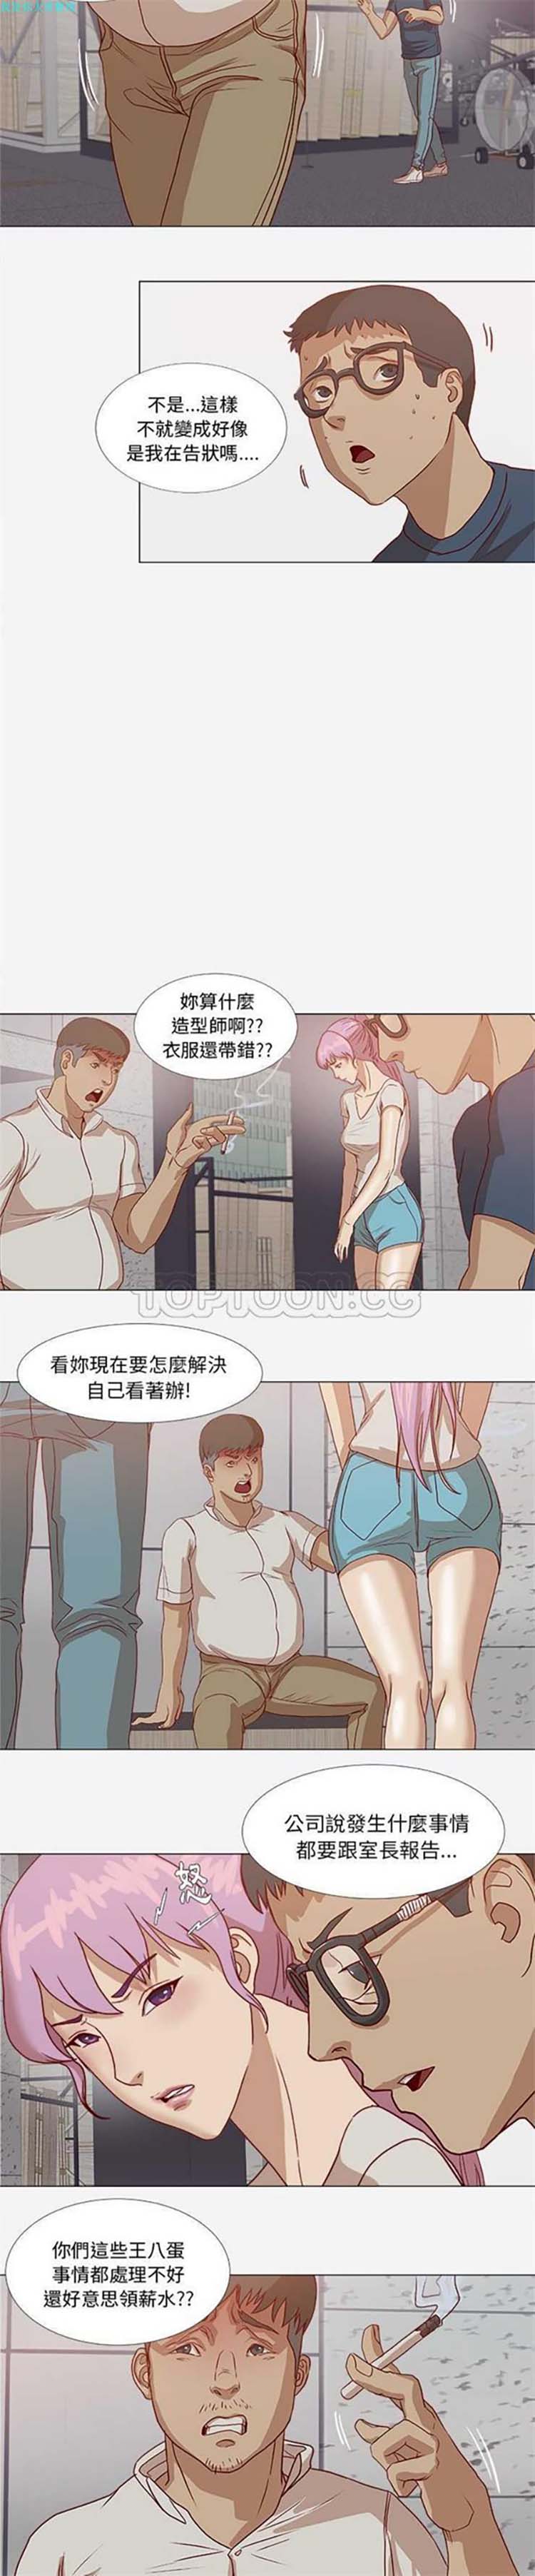 不是...這樣
不就變成好像
是我在告狀嗎....
妳算什麼
造型師啊??
衣服還帶錯??
TOPTOON.CC
看妳現在要怎麼解決
自己看著辦!
公司說發生什麼事情
都要跟室長報告...
怒
你們這些王八蛋
事情都處理不好
還好意思領薪水??